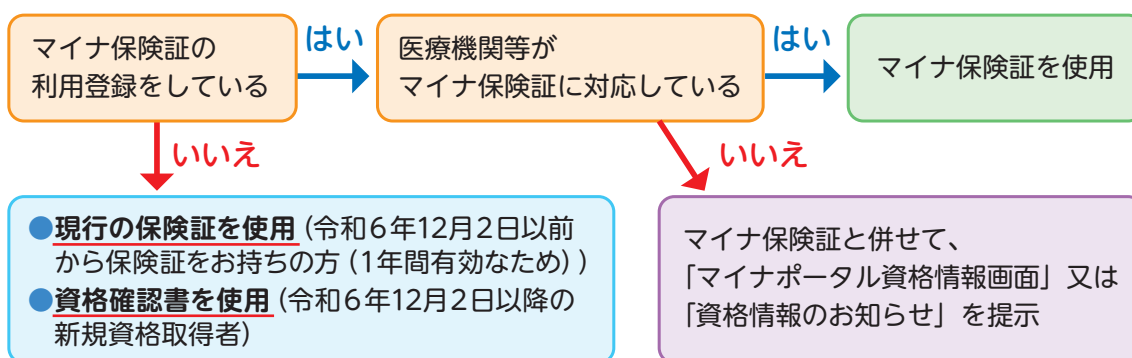 マイナ保険証の
利用登録をしている
はい
医療機関等が
マイナ保険証に対応している
はい
マイナ保険証を使用
いいえ
いいえ
●現行の保険証を使用（令和6年12月2日以前
から保険証をお持ちの方（1年間有効なため））
●資格確認書を使用（令和6年12月2日以降の
新規資格取得者）
マイナ保険証と併せて、
「マイナポータル資格情報画面」又は
「資格情報のお知らせ」を提示